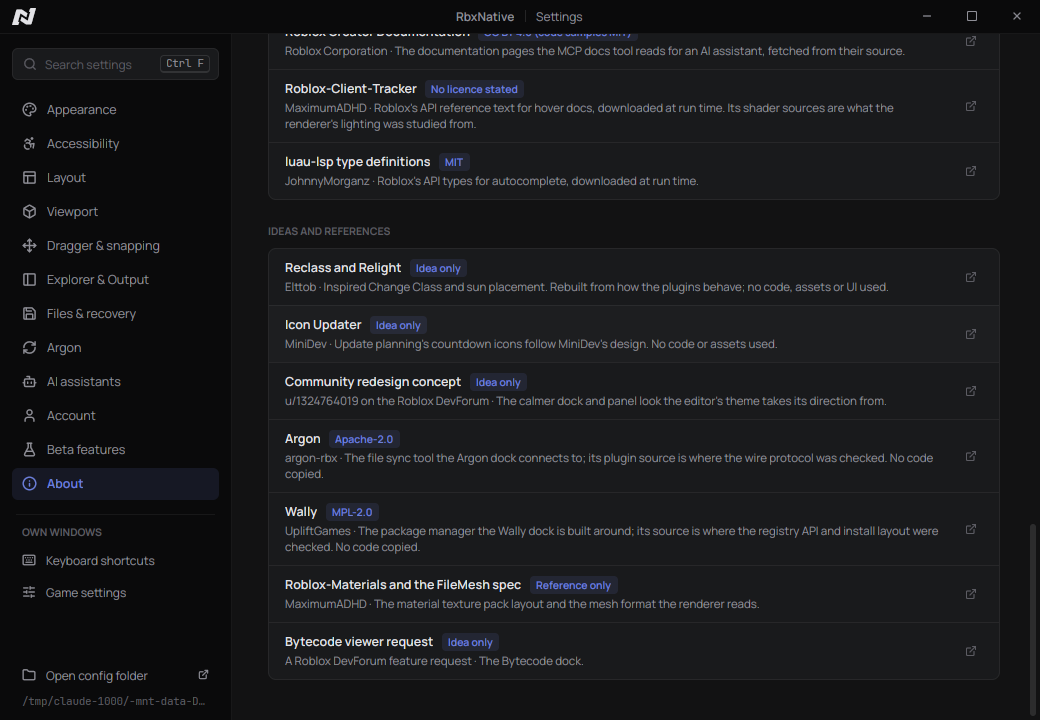 RbxNative
Settings
Search settings
Ctrl F
Appearance
Accessibility
Layout
Viewport
Dragger & snapping
Explorer & Output
Files & recovery
Argon
AI assistants
Account
Beta features
About
OWN WINDOWS
Keyboard shortcuts
Game settings
Open config folder
/tmp/claude-1000/-mnt-data-D…
Roblox Creator Documentation
Roblox Corporation · The documentation pages the MCP docs tool reads for an AI assistant, fetched from their source.
Roblox-Client-Tracker No licence stated
MaximumADHD · Roblox's API reference text for hover docs, downloaded at run time. Its shader sources are what the
renderer's lighting was studied from.
luau-lsp type definitions MIT
JohnnyMorganz · Roblox's API types for autocomplete, downloaded at run time.
IDEAS AND REFERENCES
Reclass and Relight Idea only
Elttob · Inspired Change Class and sun placement. Rebuilt from how the plugins behave; no code, assets or UI used.
Icon Updater Idea only
MiniDev · Update planning's countdown icons follow MiniDev's design. No code or assets used.
Community redesign concept Idea only
u/1324764019 on the Roblox DevForum · The calmer dock and panel look the editor's theme takes its direction from.
Argon Apache-2.0
argon-rbx · The file sync tool the Argon dock connects to; its plugin source is where the wire protocol was checked. No code
copied.
Wally MPL-2.0
UpliftGames · The package manager the Wally dock is built around; its source is where the registry API and install layout were
checked. No code copied.
Roblox-Materials and the FileMesh spec Reference only
MaximumADHD · The material texture pack layout and the mesh format the renderer reads.
Bytecode viewer request Idea only
A Roblox DevForum feature request · The Bytecode dock.